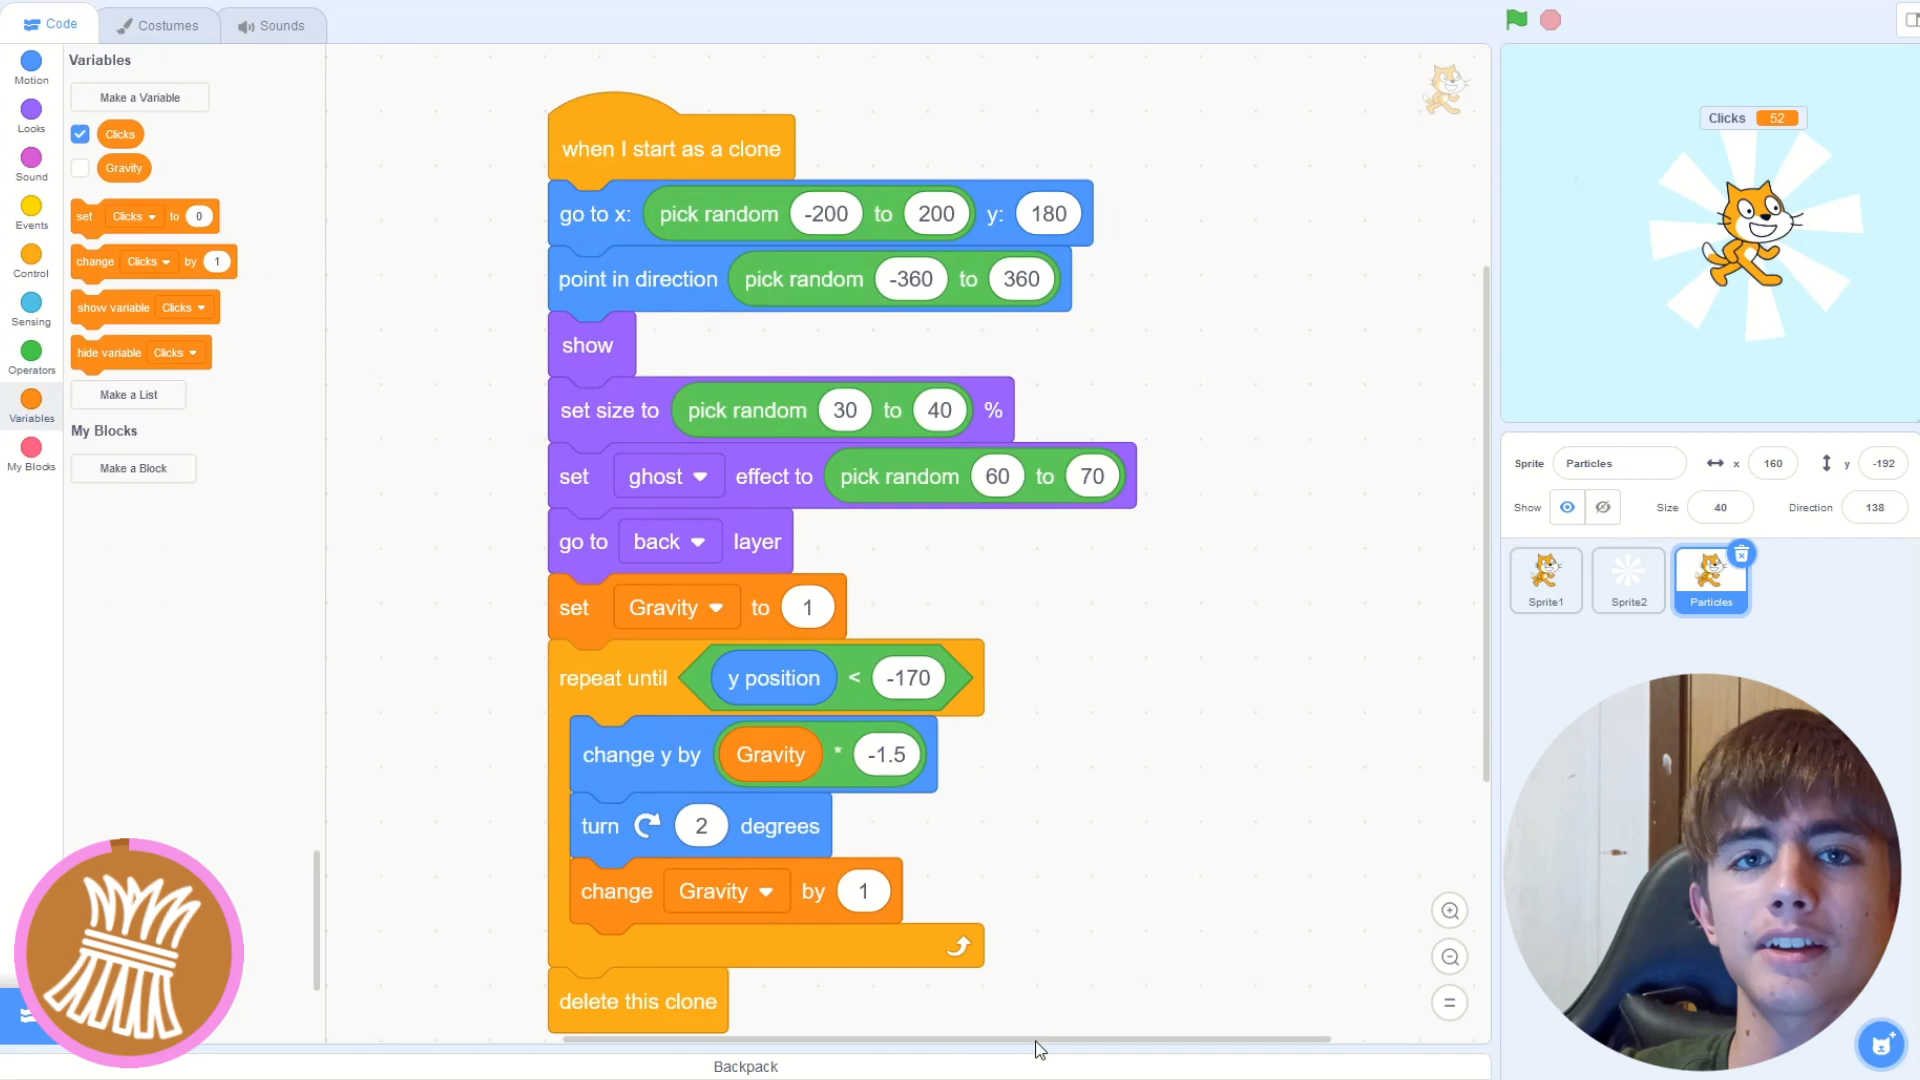 Code
Costumes
Sounds
Motion
Looks
Sound
Events
Control
Sensing
Operators
Variables
My Blocks
Variables
Make a Variable
Clicks
Gravity
set Clicks to 0
change Clicks by 1
show variable Clicks
hide variable Clicks
Make a List
My Blocks
Make a Block
when I start as a clone
go to x: pick random -200 to 200 y: 180
point in direction pick random -360 to 360
show
set size to pick random 30 to 40 %
set ghost effect to pick random 60 to 70
go to back layer
set Gravity to 1
repeat until y position < -170
change y by Gravity * -1.5
turn 2 degrees
change Gravity by 1
delete this clone
Backpack
Clicks 52
Sprite Particles x 160 y -192
Show Size 40 Direction 138
Sprite1
Sprite2
Particles